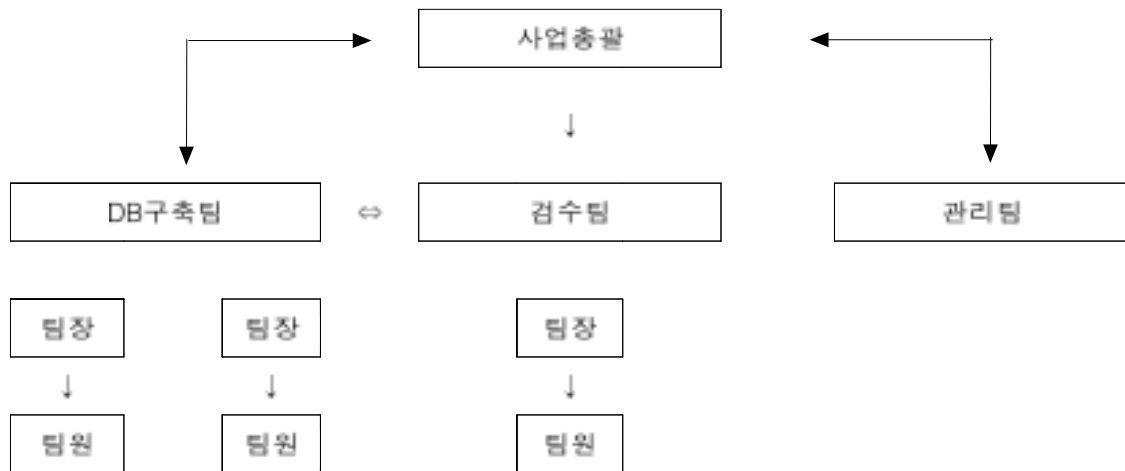 사업총괄
↓
DB구축팀 ⇔ 검수팀 관리팀
팀장 팀장 팀장
↓ ↓ ↓
팀원 팀원 팀원